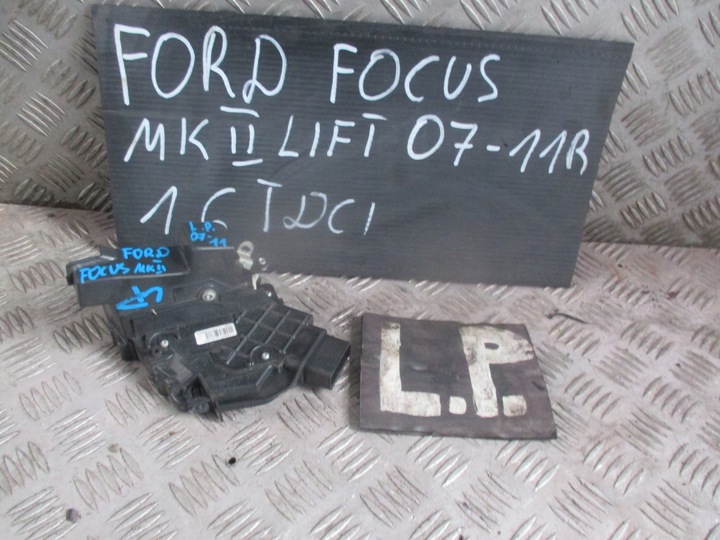 FORD FOCUS
MK II LIFT 07-11R
1 6 TDCI
L.P.
07-11
FORD
FOCUS MK II
L.P.